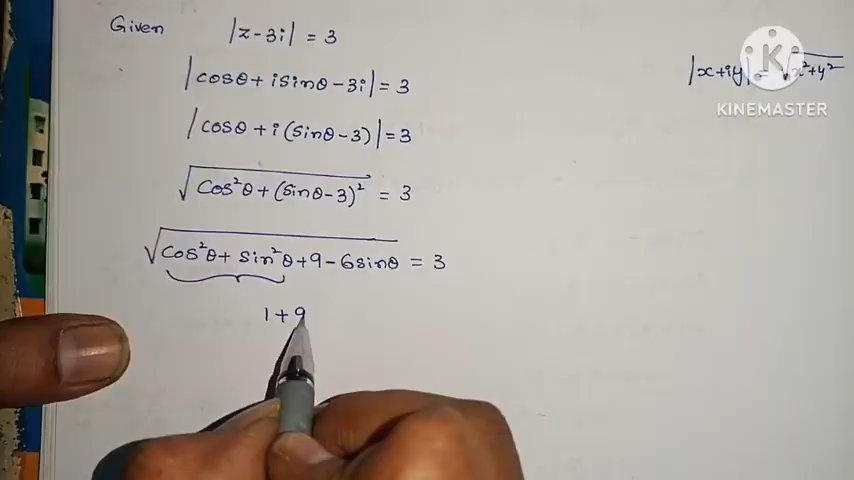 Given |z-3i| = 3
|cosθ + isinθ - 3i| = 3
|cosθ + i(sinθ-3)| = 3
√cos²θ + (sinθ-3)² = 3
√cos²θ + sin²θ + 9 - 6sinθ = 3
1+9
|x+iy| = √x²+y²
KINEMASTER